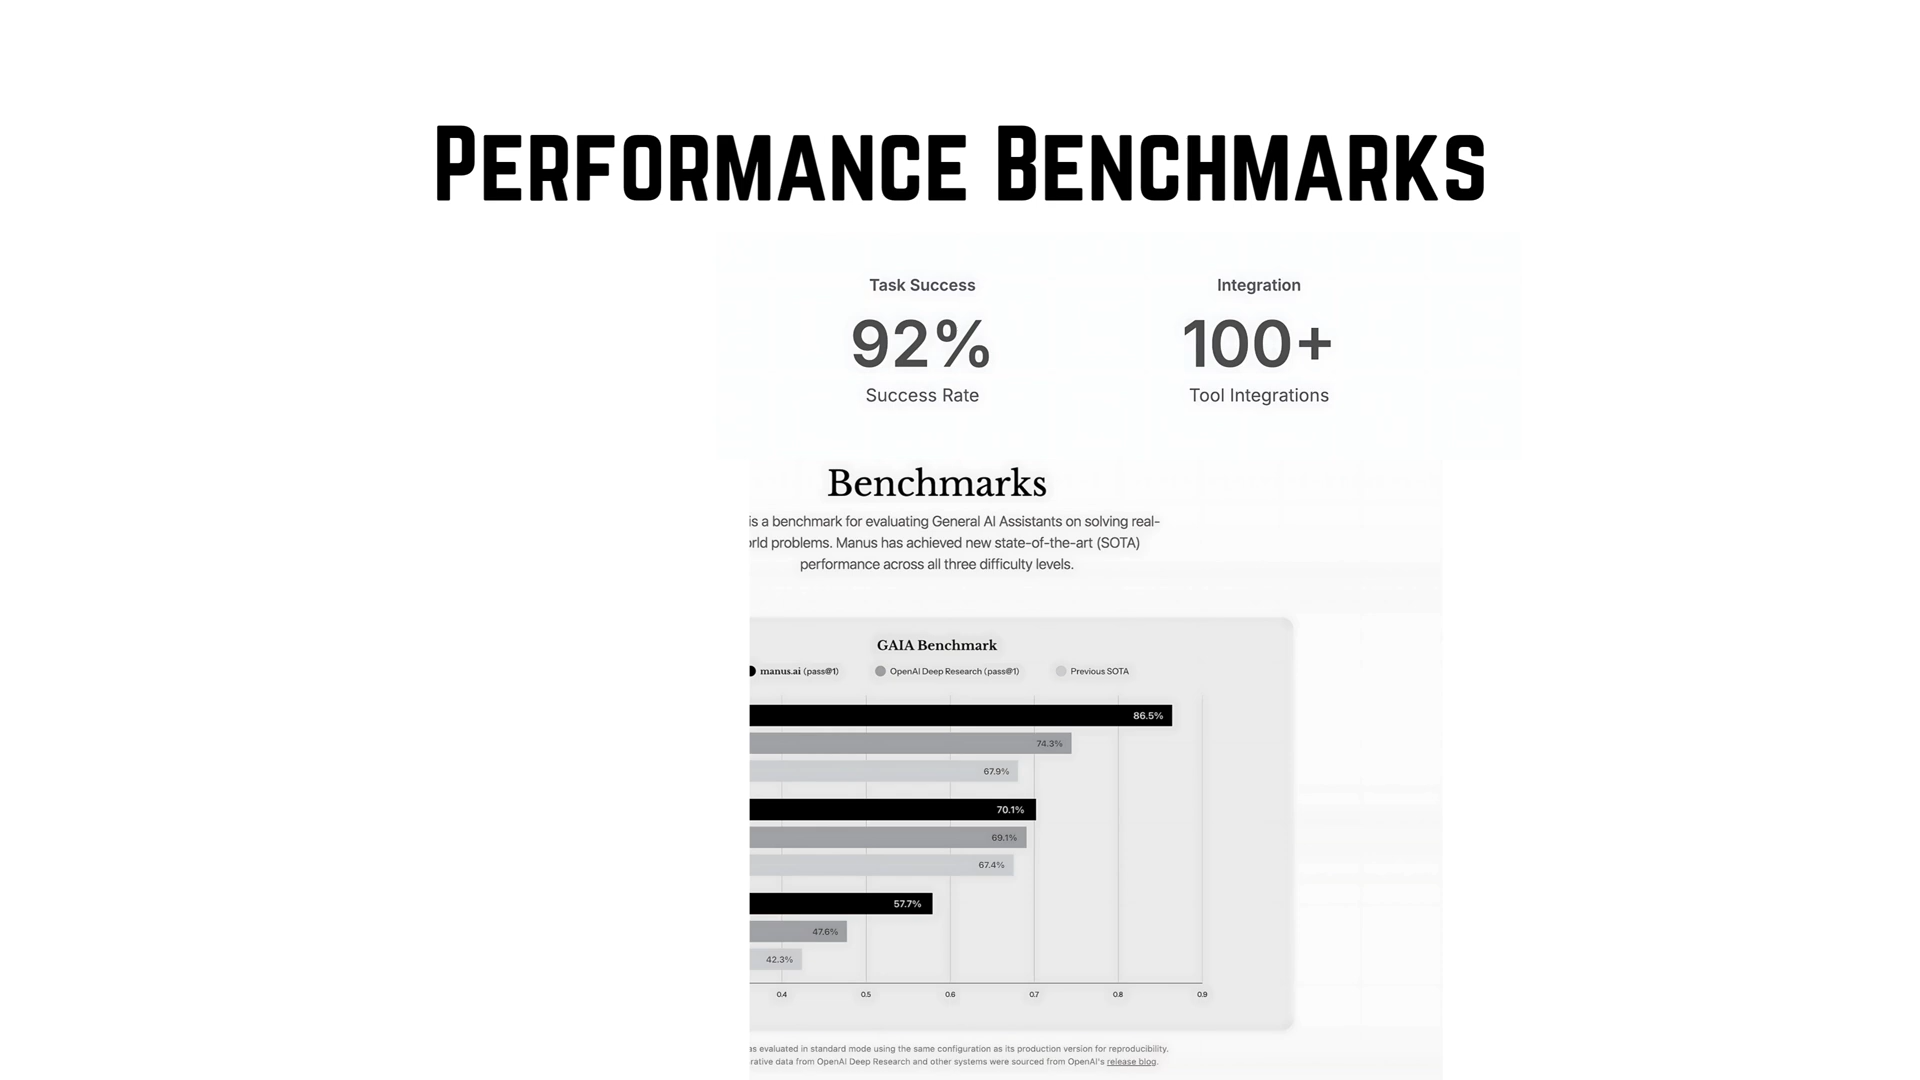 PERFORMANCE BENCHMARKS
Task Success
Integration
92%
100+
Success Rate
Tool Integrations
Benchmarks
is a benchmark for evaluating General AI Assistants on solving real-
problems. Manus has achieved new state-of-the-art (SOTA)
performance across all three difficulty levels.
GAIA Benchmark
manus.ai (pass@1)
OpenAI Deep Research (pass@1)
Previous SOTA
86.5%
74.3%
67.9%
70.1%
69.1%
67.4%
57.7%
47.6%
42.3%
0.4 0.5 0.6 0.7 0.8 0.9
evaluated in standard mode using the same configuration as its production version for reproducibility.
data from OpenAI Deep Research and other systems were sourced from OpenAI's release blog.